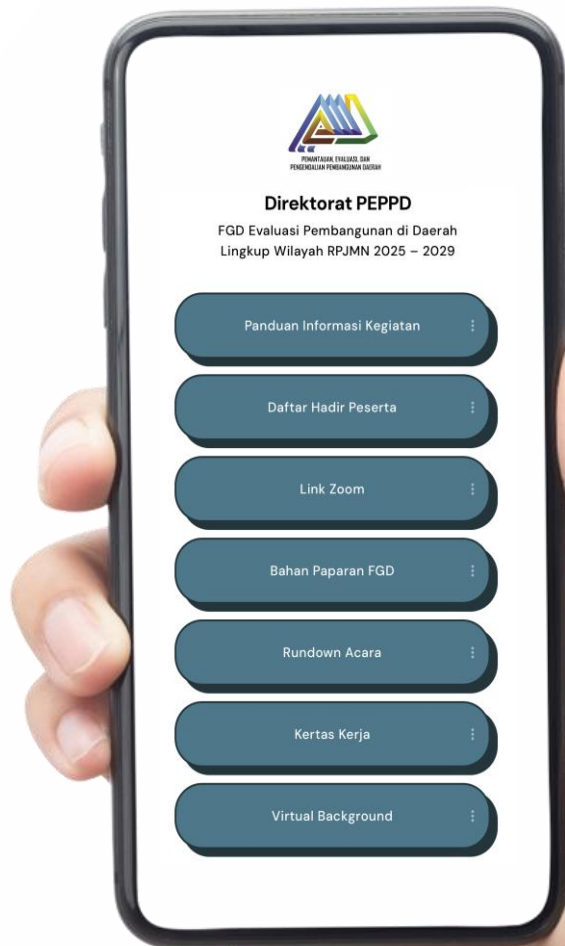 PEMANTAUAN, EVALUASI, DAN
PENGENDALIAN PEMBANGUNAN DAERAH
Direktorat PEPPD
FGD Evaluasi Pembangunan di Daerah
Lingkup Wilayah RPJMN 2025 – 2029
Panduan Informasi Kegiatan
Daftar Hadir Peserta
Link Zoom
Bahan Paparan FGD
Rundown Acara
Kertas Kerja
Virtual Background